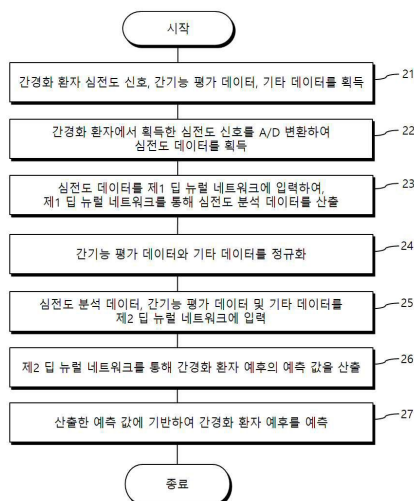 시작
간경화 환자 심전도 신호, 간기능 평가 데이터, 기타 데이터를 획득
21
간경화 환자에서 획득한 심전도 신호를 A/D 변환하여
심전도 데이터를 획득
22
심전도 데이터를 제1 딥 뉴럴 네트워크에 입력하여,
제1 딥 뉴럴 네트워크를 통해 심전도 분석 데이터를 산출
23
간기능 평가 데이터와 기타 데이터를 정규화
24
심전도 분석 데이터, 간기능 평가 데이터 및 기타 데이터를
제2 딥 뉴럴 네트워크에 입력
25
제2 딥 뉴럴 네트워크를 통해 간경화 환자 예후의 예측 값을 산출
26
산출한 예측 값에 기반하여 간경화 환자 예후를 예측
27
종료